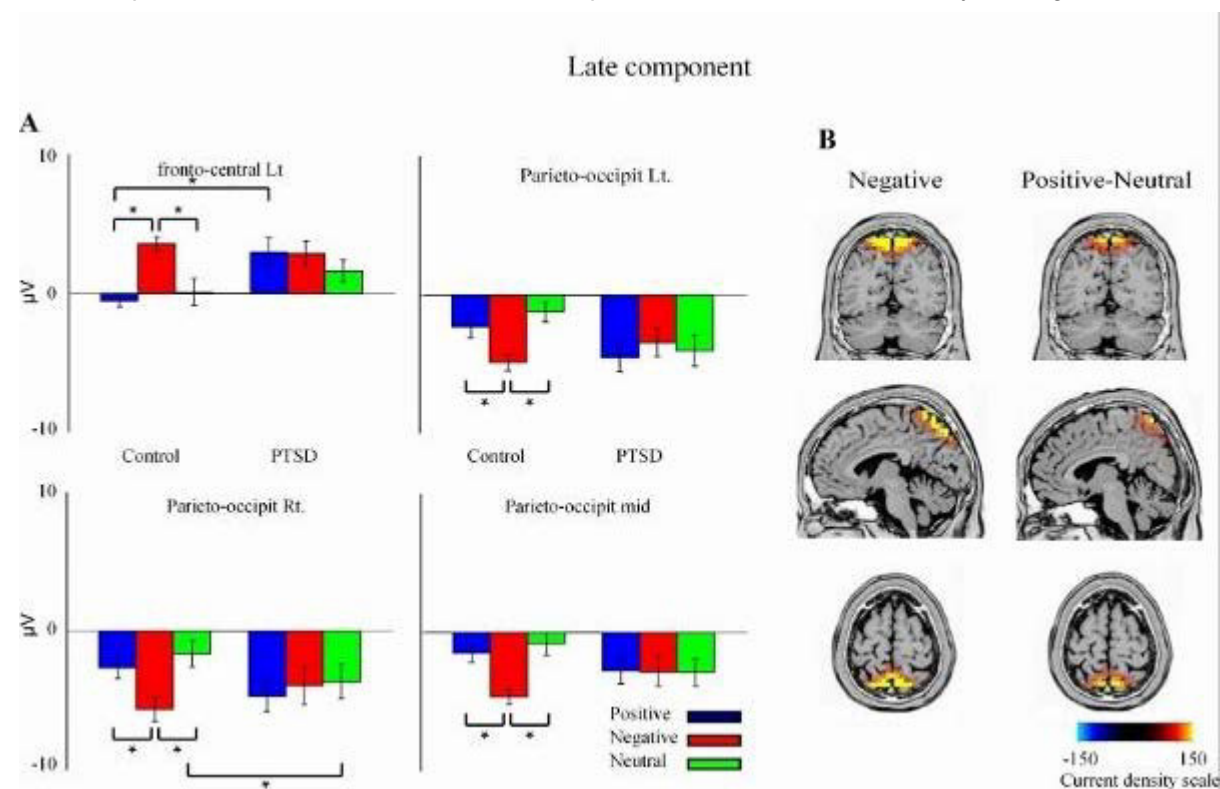 Late component
A
10
fronto-central Lt
*
* *
µV
0
-10
Control PTSD
Parieto-occipit Lt.
* *
Control PTSD
10
Parieto-occipit Rt.
µV
0
* *
-10
*
Parieto-occipit mid
* *
Positive
Negative
Neutral
B
Negative Positive-Neutral
-150 150
Current density scale